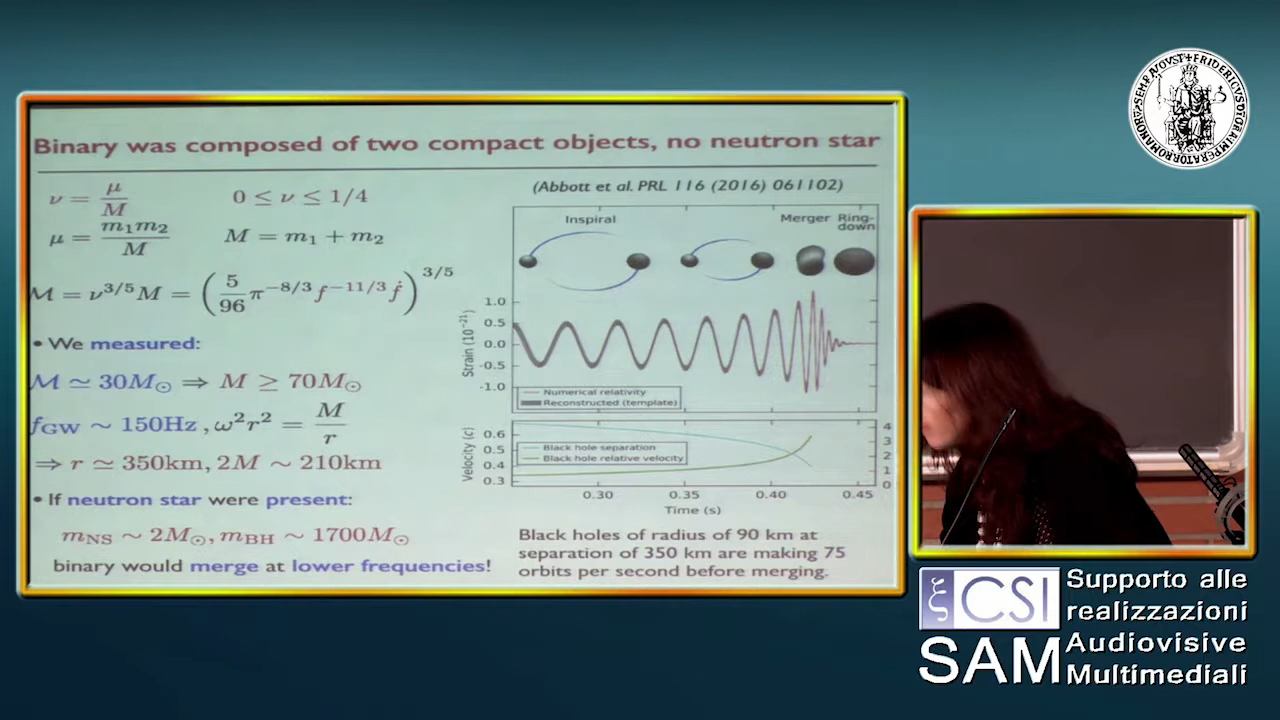 Binary was composed of two compact objects, no neutron star
ν = μ/M 0 ≤ ν ≤ 1/4
μ = m₁m₂/M M = m₁ + m₂
ℳ = ν^{3/5} M = (5/96 π^{-8/3} f^{-11/3} ḟ)^{3/5}
• We measured:
ℳ ≃ 30M☉ ⇒ M ≥ 70M☉
f_GW ~ 150Hz , ω²r² = M/r
⇒ r ≃ 350km, 2M ~ 210km
• If neutron star were present:
m_NS ~ 2M☉, m_BH ~ 1700M☉
binary would merge at lower frequencies!
(Abbott et al. PRL 116 (2016) 061102)
Inspiral Merger Ring-
down
Strain (10⁻²¹)
1.0
0.5
0.0
-0.5
-1.0
Numerical relativity
Reconstructed (template)
Velocity (c)
0.6
0.5
0.4
0.3
Black hole separation
Black hole relative velocity
4
3
2
1
0
0.30 0.35 0.40 0.45
Time (s)
Black holes of radius of 90 km at
separation of 350 km are making 75
orbits per second before merging.
ξ CSI
SAM
Supporto alle
realizzazioni
Audiovisive
Multimediali